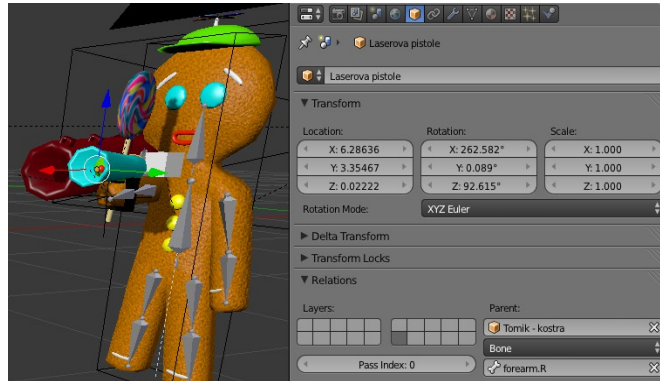 Laserova pistole
Laserova pistole
Transform
Location: Rotation: Scale:
X: 6.28636 X: 262.582° X: 1.000
Y: 3.35467 Y: 0.089° Y: 1.000
Z: 0.02222 Z: 92.615° Z: 1.000
Rotation Mode: XYZ Euler
Delta Transform
Transform Locks
Relations
Layers: Parent:
Tomik - kostra
Bone
Pass Index: 0 forearm.R